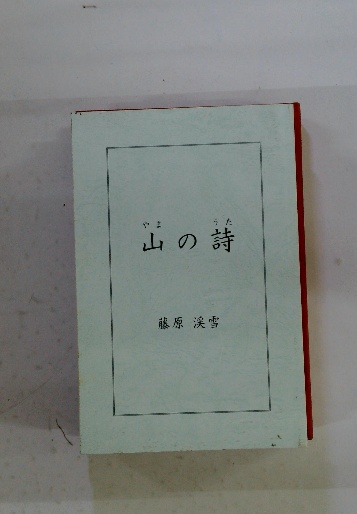 やま うた
山の詩
藤原 渓雪